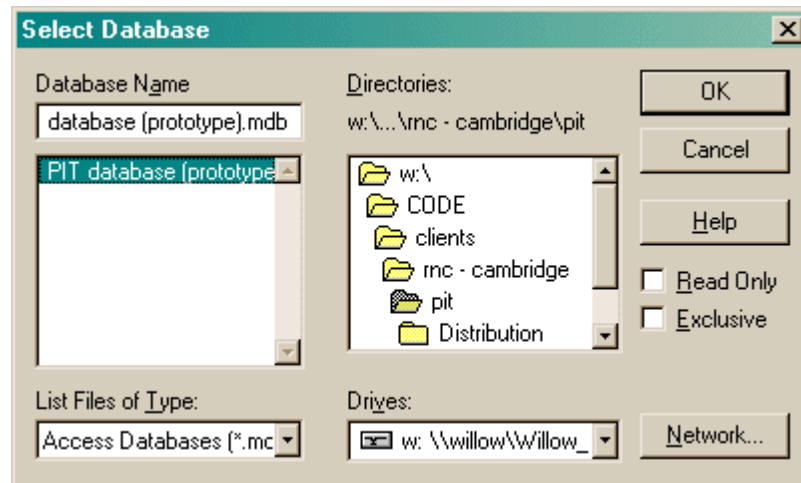 Select Database
Database Name
database (prototype).mdb
PIT database (prototype
List Files of Type:
Access Databases (*.mc
Directories:
w:\...\rnc - cambridge\pit
w:\
CODE
clients
rnc - cambridge
pit
Distribution
Drives:
w: \\willow\Willow_
OK
Cancel
Help
Read Only
Exclusive
Network...